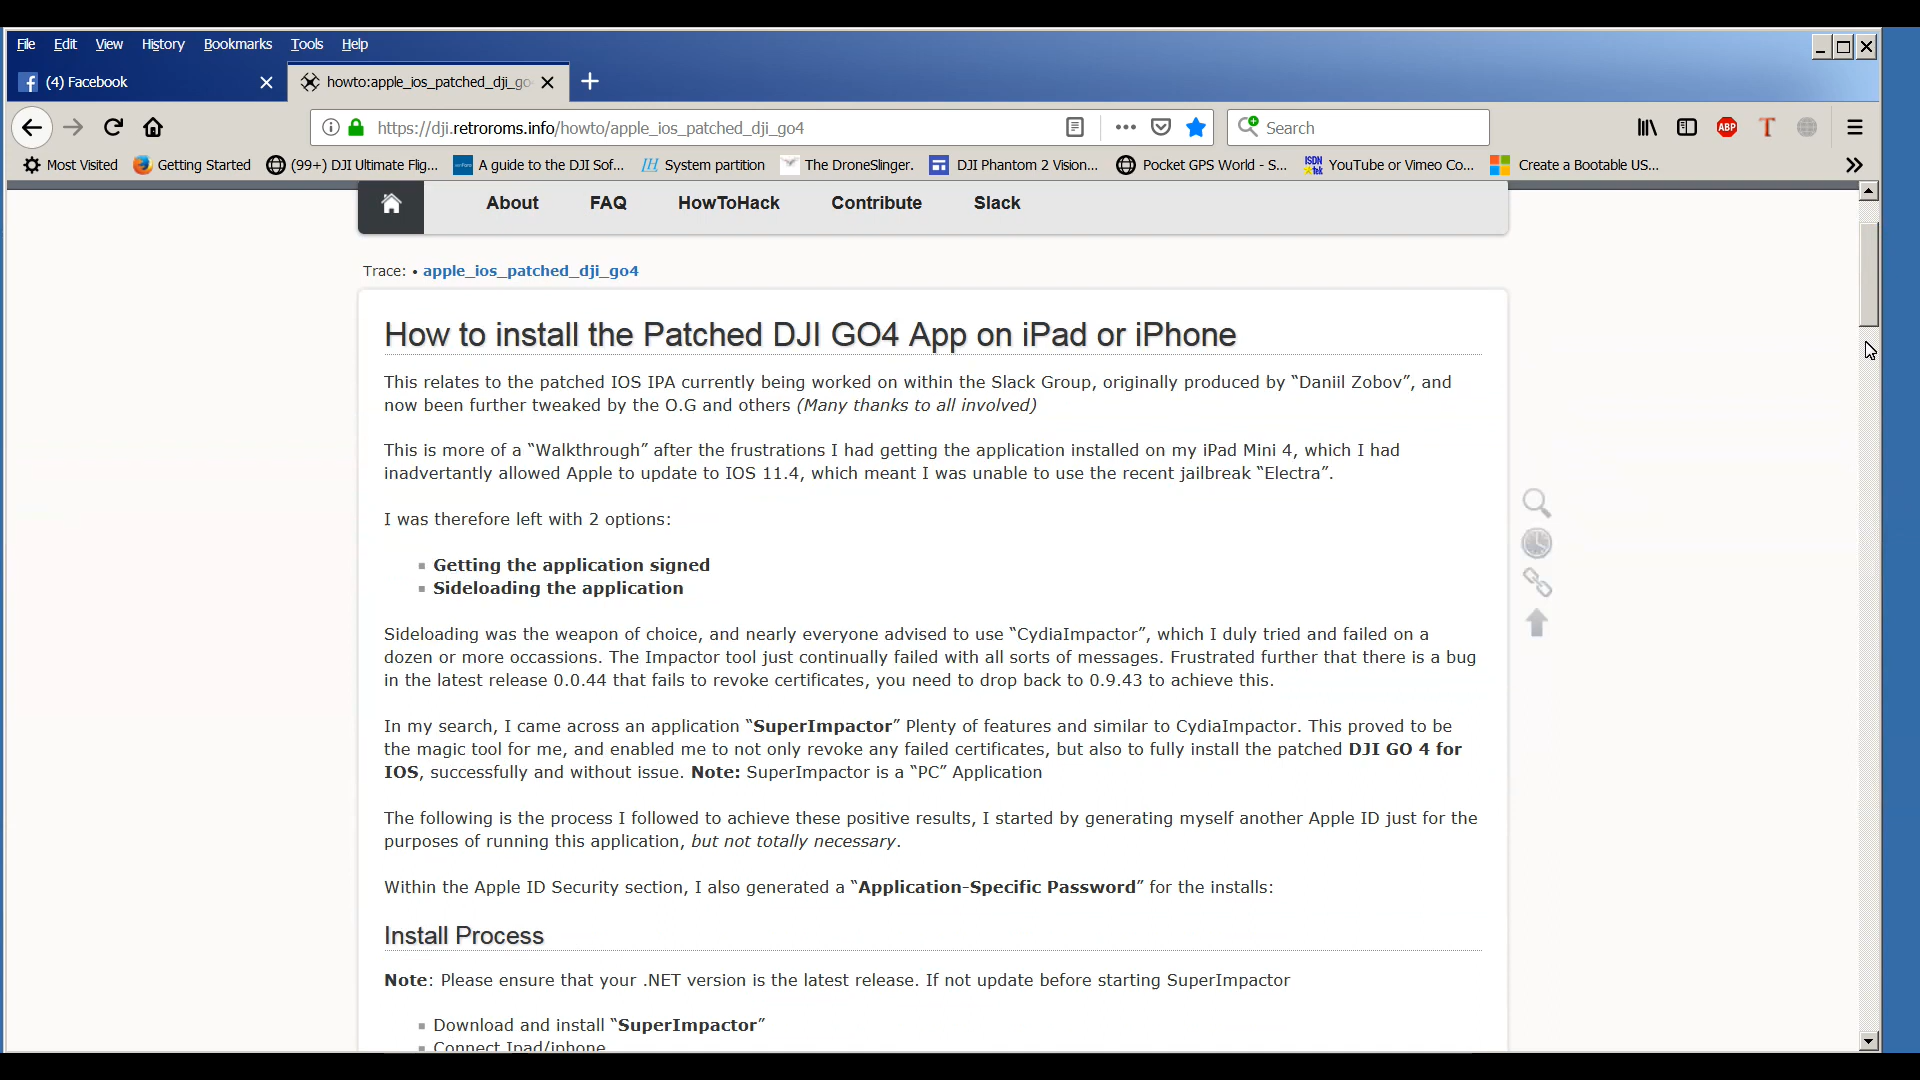 File Edit View History Bookmarks Tools Help
(4) Facebook
howto:apple_ios_patched_dji_go
https://dji.retroroms.info/howto/apple_ios_patched_dji_go4
Search
ABP
T
Most Visited Getting Started (99+) DJI Ultimate Flig... A guide to the DJI Sof... System partition The DroneSlinger. DJI Phantom 2 Vision... Pocket GPS World - S... YouTube or Vimeo Co... Create a Bootable US...
About FAQ HowToHack Contribute Slack
Trace: • apple_ios_patched_dji_go4
How to install the Patched DJI GO4 App on iPad or iPhone
This relates to the patched IOS IPA currently being worked on within the Slack Group, originally produced by “Daniil Zobov”, and
now been further tweaked by the O.G and others (Many thanks to all involved)
This is more of a “Walkthrough” after the frustrations I had getting the application installed on my iPad Mini 4, which I had
inadvertantly allowed Apple to update to IOS 11.4, which meant I was unable to use the recent jailbreak “Electra”.
I was therefore left with 2 options:
Getting the application signed
Sideloading the application
Sideloading was the weapon of choice, and nearly everyone advised to use “CydiaImpactor”, which I duly tried and failed on a
dozen or more occassions. The Impactor tool just continually failed with all sorts of messages. Frustrated further that there is a bug
in the latest release 0.0.44 that fails to revoke certificates, you need to drop back to 0.9.43 to achieve this.
In my search, I came across an application “SuperImpactor” Plenty of features and similar to CydiaImpactor. This proved to be
the magic tool for me, and enabled me to not only revoke any failed certificates, but also to fully install the patched DJI GO 4 for
IOS, successfully and without issue. Note: SuperImpactor is a “PC” Application
The following is the process I followed to achieve these positive results, I started by generating myself another Apple ID just for the
purposes of running this application, but not totally necessary.
Within the Apple ID Security section, I also generated a “Application-Specific Password” for the installs:
Install Process
Note: Please ensure that your .NET version is the latest release. If not update before starting SuperImpactor
Download and install “SuperImpactor”
Connect Ipad/iphone